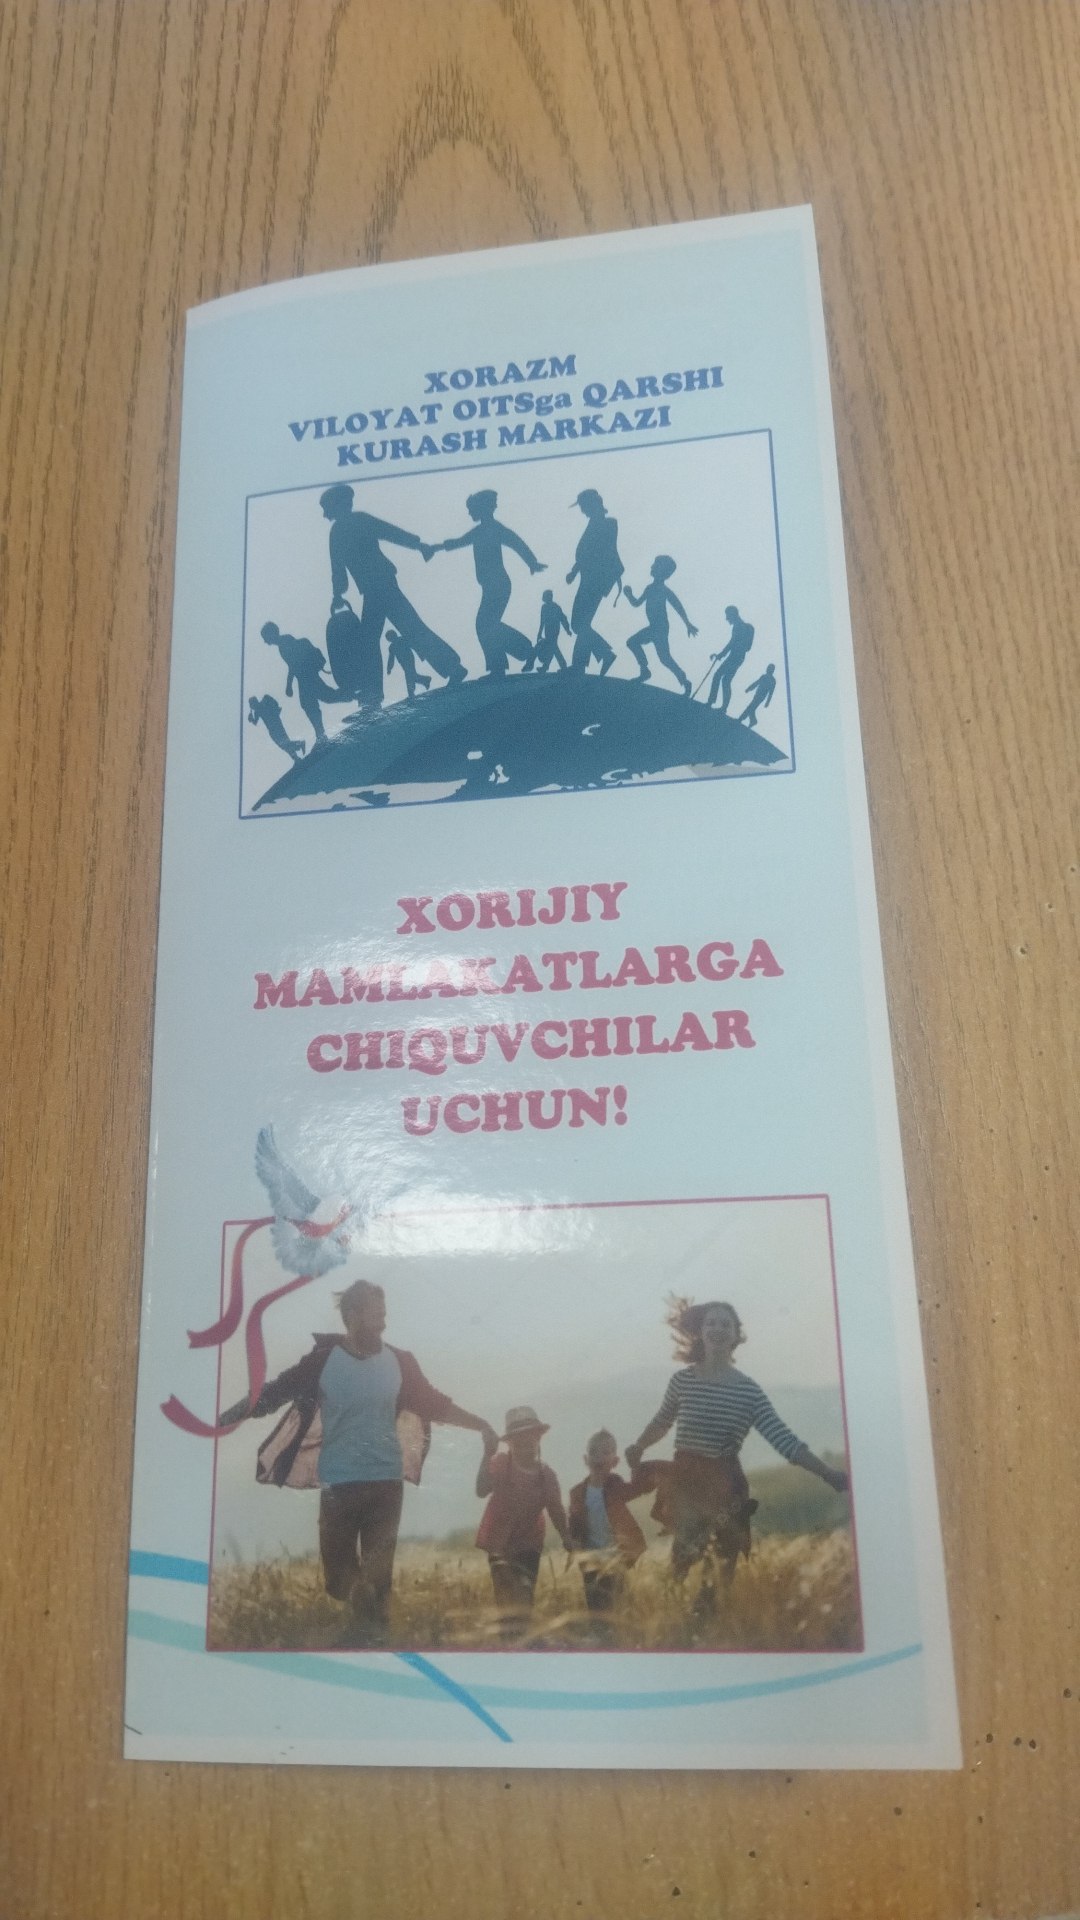 XORAZM
VILOYAT OITSga QARSHI
KURASH MARKAZI
XORIJIY
MAMLAKATLARGA
CHIQUVCHILAR
UCHUN!